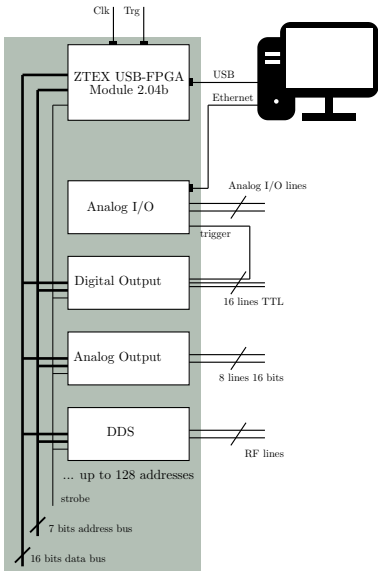 Clk Trg
ZTEX USB-FPGA
Module 2.04b
USB
Ethernet
Analog I/O
Analog I/O lines
trigger
Digital Output
16 lines TTL
Analog Output
8 lines 16 bits
DDS
RF lines
... up to 128 addresses
strobe
7 bits address bus
16 bits data bus